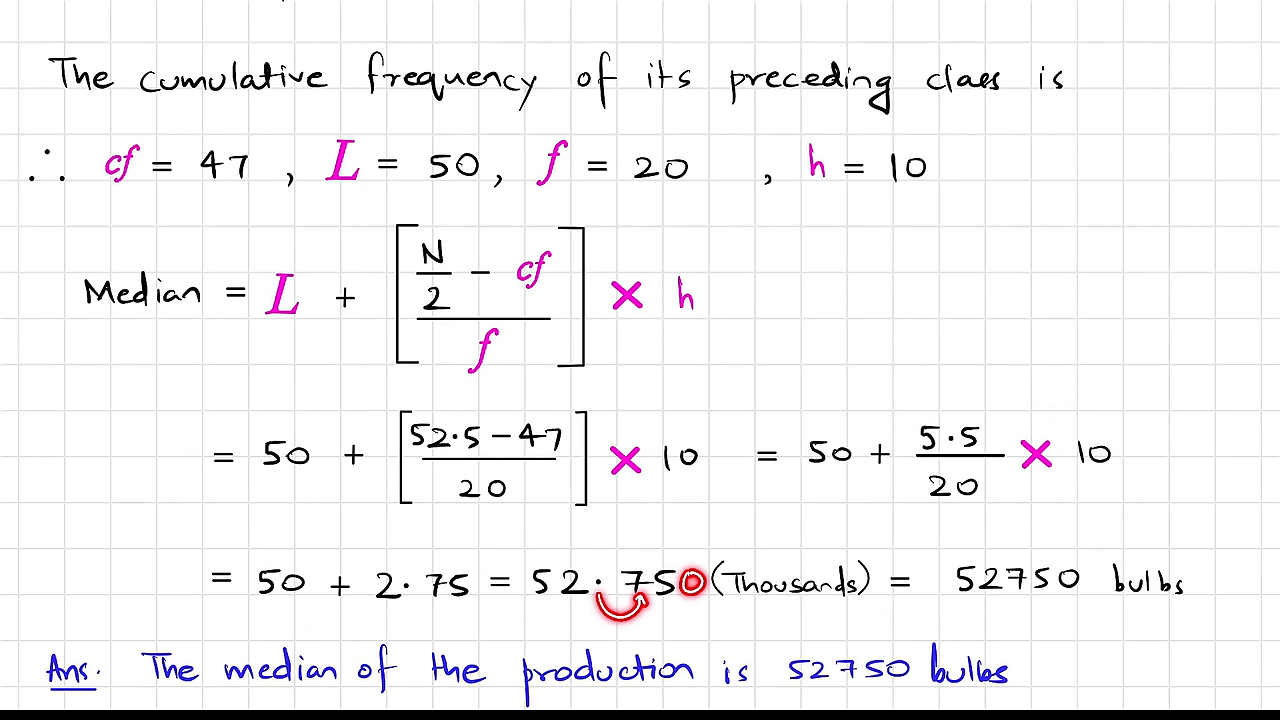 The cumulative frequency of its preceding class is
∴ cf = 47 , L = 50, f = 20 , h = 10
Median = L + [(N/2 - cf)/f] × h
= 50 + [(52.5 - 47)/20] × 10 = 50 + 5.5/20 × 10
= 50 + 2.75 = 52.750 (Thousands) = 52750 bulbs
Ans. The median of the production is 52750 bulbs